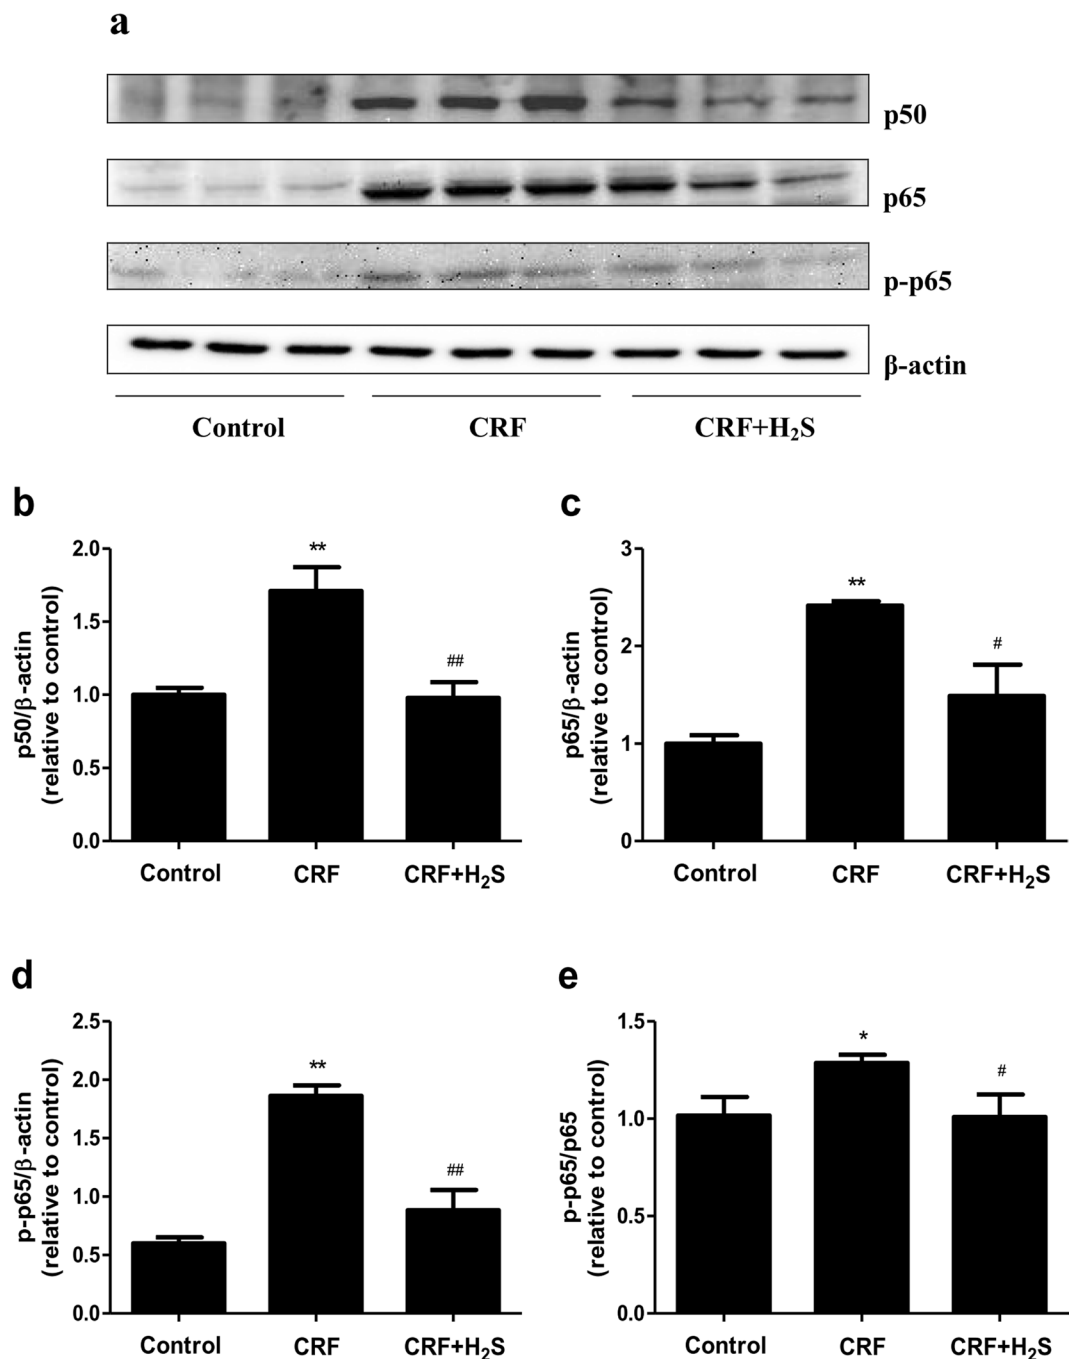 a
p50
p65
p-p65
β-actin
Control CRF CRF+H₂S
b
p50/β-actin
(relative to control)
2.0
1.5
1.0
0.5
0.0
**
##
Control CRF CRF+H₂S
c
p65/β-actin
(relative to control)
3
2
1
0
**
#
Control CRF CRF+H₂S
d
p-p65/β-actin
(relative to control)
2.5
2.0
1.5
1.0
0.5
0.0
**
##
Control CRF CRF+H₂S
e
p-p65/p65
(relative to control)
1.5
1.0
0.5
0.0
*
#
Control CRF CRF+H₂S